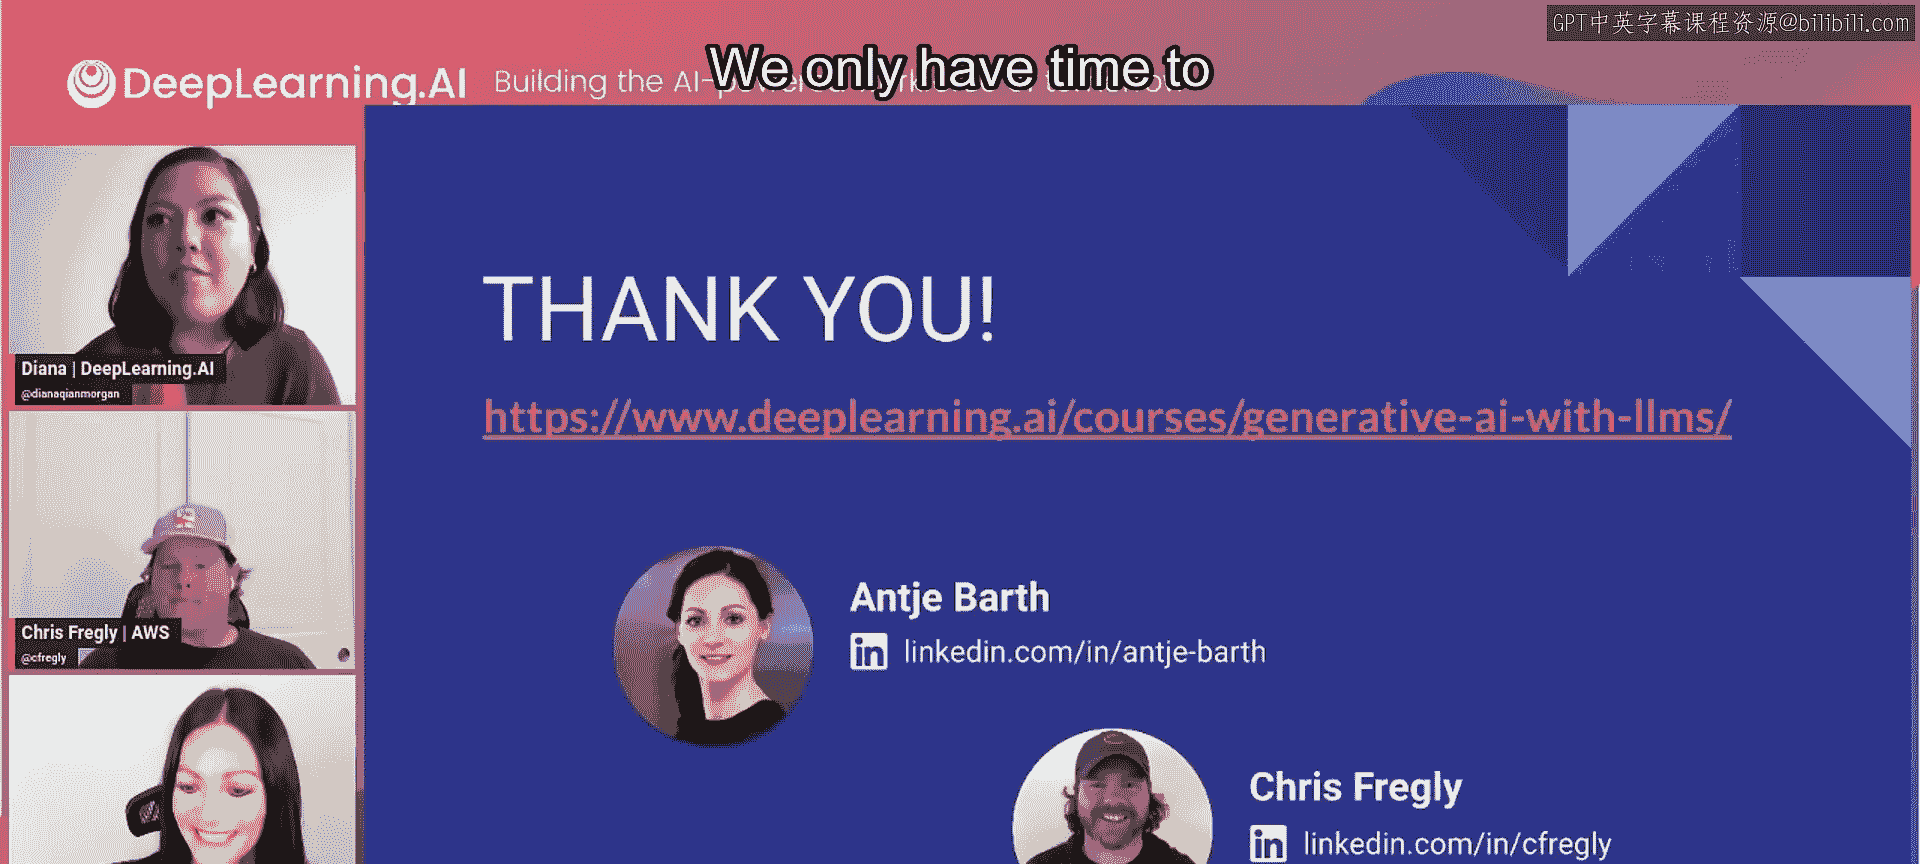 GPT中英字幕课程资源@bilibili.com
We only have time to
DeepLearning.AI
Building the AI-
THANK YOU!
https://www.deeplearning.ai/courses/generative-ai-with-llms/
Diana | DeepLearning.AI
@dianaqianmorgan
Antje Barth
in linkedin.com/in/antje-barth
Chris Fregly | AWS
@cfregly
Chris Fregly
in linkedin.com/in/cfregly